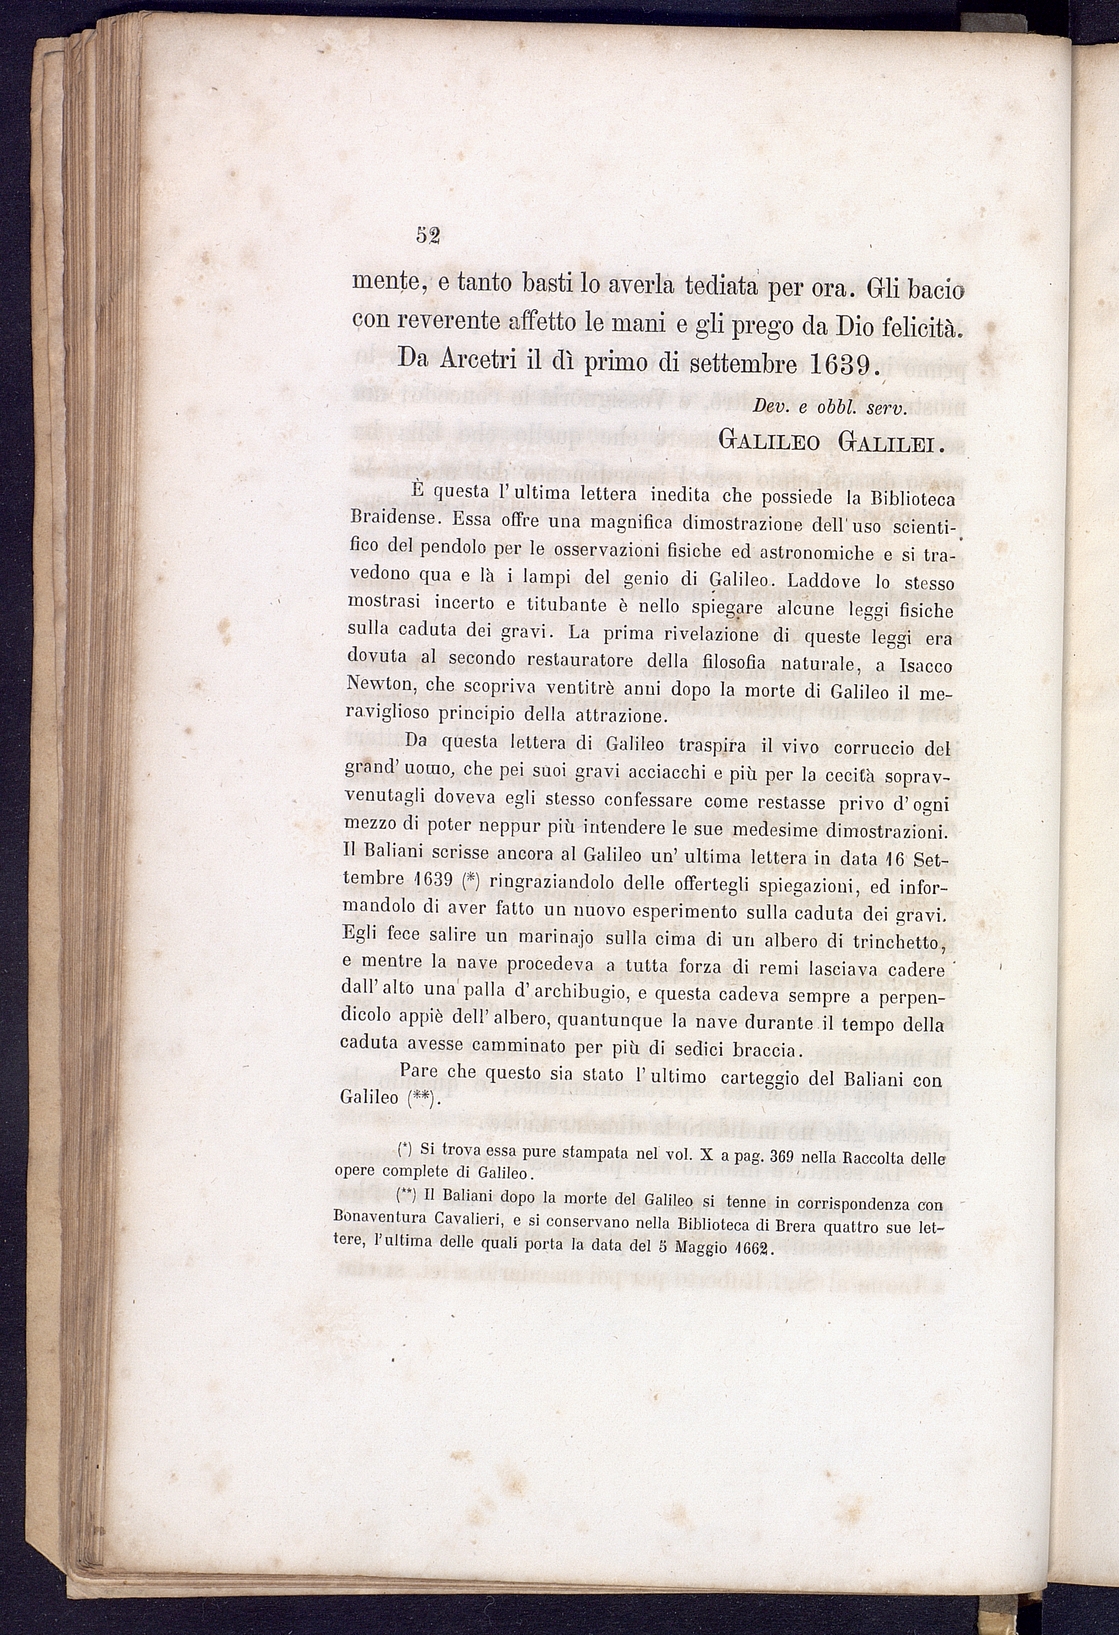 52
mente, e tanto basti lo averla tediata per ora. Gli bacio
con reverente affetto le mani e gli prego da Dio felicità.
Da Arcetri il dì primo di settembre 1639.
Dev. e obbl. serv.
GALILEO GALILEI.
È questa l'ultima lettera inedita che possiede la Biblioteca
Braidense. Essa offre una magnifica dimostrazione dell'uso scienti-
fico del pendolo per le osservazioni fisiche ed astronomiche e si tra-
vedono qua e là i lampi del genio di Galileo. Laddove lo stesso
mostrasi incerto e titubante è nello spiegare alcune leggi fisiche
sulla caduta dei gravi. La prima rivelazione di queste leggi era
dovuta al secondo restauratore della filosofia naturale, a Isacco
Newton, che scopriva ventitrè anni dopo la morte di Galileo il me-
raviglioso principio della attrazione.
Da questa lettera di Galileo traspira il vivo corruccio del
grand'uomo, che pei suoi gravi acciacchi e più per la cecità soprav-
venutagli doveva egli stesso confessare come restasse privo d'ogni
mezzo di poter neppur più intendere le sue medesime dimostrazioni.
Il Baliani scrisse ancora al Galileo un' ultima lettera in data 16 Set-
tembre 1639 (*) ringraziandolo delle offertegli spiegazioni, ed infor-
mandolo di aver fatto un nuovo esperimento sulla caduta dei gravi.
Egli fece salire un marinajo sulla cima di un albero di trinchetto,
e mentre la nave procedeva a tutta forza di remi lasciava cadere
dall'alto una palla d'archibugio, e questa cadeva sempre a perpen-
dicolo appiè dell'albero, quantunque la nave durante il tempo della
caduta avesse camminato per più di sedici braccia.
Pare che questo sia stato l'ultimo carteggio del Baliani con
Galileo (**).
(*) Si trova essa pure stampata nel vol. X a pag. 369 nella Raccolta delle
opere complete di Galileo.
(**) Il Baliani dopo la morte del Galileo si tenne in corrispondenza con
Bonaventura Cavalieri, e si conservano nella Biblioteca di Brera quattro sue let-
tere, l'ultima delle quali porta la data del 5 Maggio 1662.